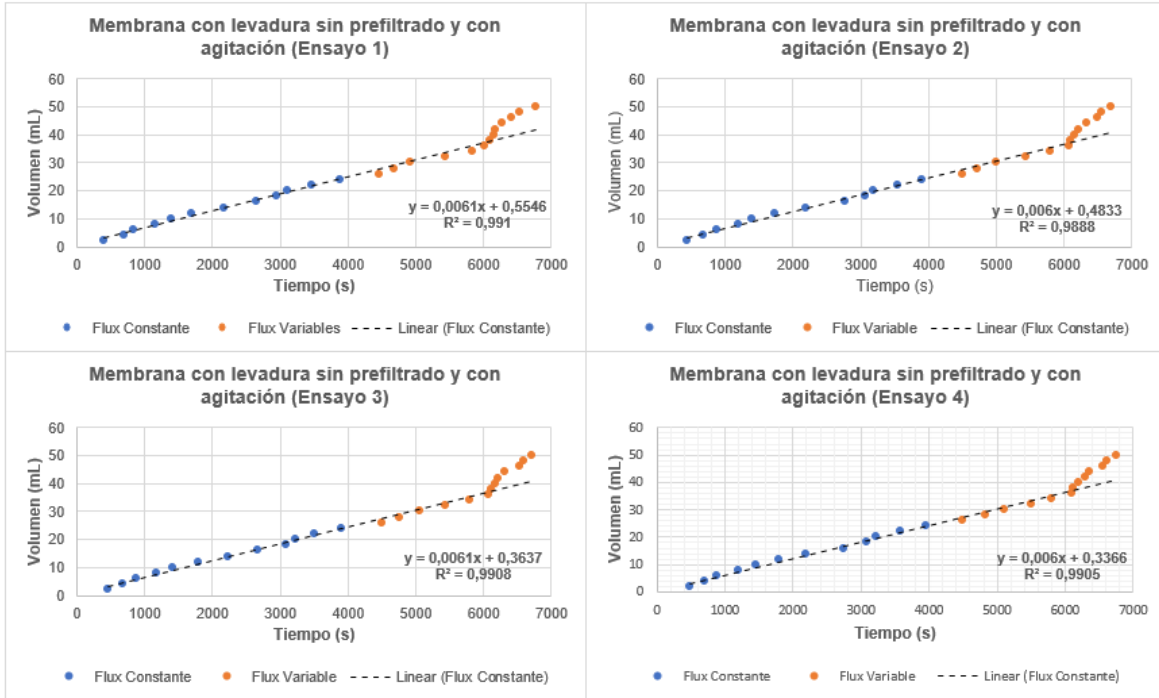 Membrana con levadura sin prefiltrado y con
agitación (Ensayo 1)
60
50
40
30
20
10
0
Volumen (mL)
y = 0,0061x + 0,5546
R² = 0,991
0 1000 2000 3000 4000 5000 6000 7000
Tiempo (s)
Flux Constante Flux Variables Linear (Flux Constante)
Membrana con levadura sin prefiltrado y con
agitación (Ensayo 2)
60
50
40
30
20
10
0
Volumen (mL)
y = 0,006x + 0,4833
R² = 0,9888
0 1000 2000 3000 4000 5000 6000 7000
Tiempo (s)
Flux Constante Flux Variable Linear (Flux Constante)
Membrana con levadura sin prefiltrado y con
agitación (Ensayo 3)
60
50
40
30
20
10
0
Volumen (mL)
y = 0,0061x + 0,3637
R² = 0,9908
0 1000 2000 3000 4000 5000 6000 7000
Tiempo (s)
Flux Constante Flux Variable Linear (Flux Constante)
Membrana con levadura sin prefiltrado y con
agitación (Ensayo 4)
60
50
40
30
20
10
0
Volumen (mL)
y = 0,006x + 0,3366
R² = 0,9905
0 1000 2000 3000 4000 5000 6000 7000
Tiempo (s)
Flux Constante Flux Variable Linear (Flux Constante)